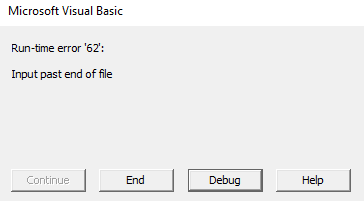 Microsoft Visual Basic
Run-time error '62':
Input past end of file
Continue End Debug Help